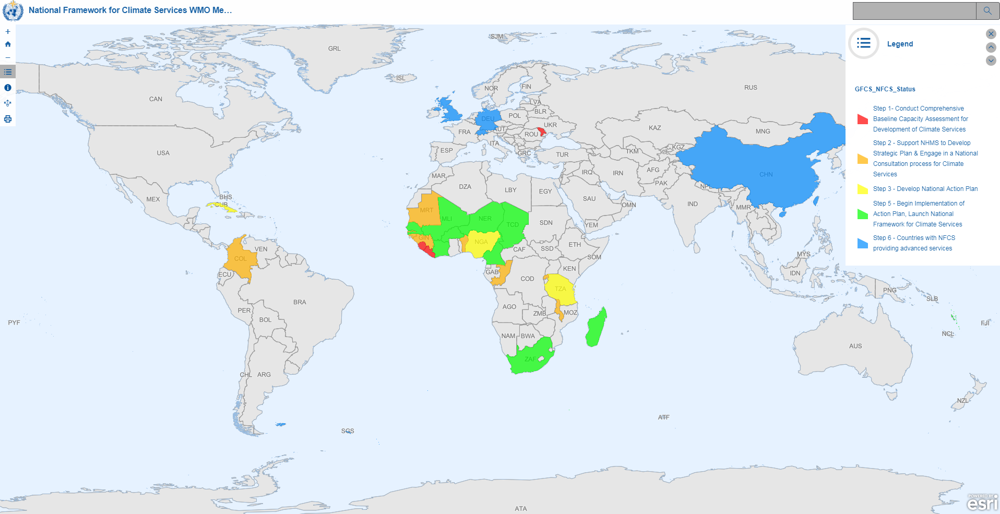 National Framework for Climate Services WMO Me…
Legend
GFCS_NFCS_Status
Step 1- Conduct Comprehensive
Baseline Capacity Assessment for
Development of Climate Services
Step 2 - Support NHMS to Develop
Strategic Plan & Engage in a National
Consultation process for Climate
Services
Step 3 - Develop National Action Plan
Step 5 - Begin Implementation of
Action Plan, Launch National
Framework for Climate Services
Step 6 - Countries with NFCS
providing advanced services
SJM
GRL
ISL
NOR
FIN
RUS
CAN
LVA
BLR
POL
DEU
UKR
AUT
FRA
ROU
KAZ
MNG
ITA
ESP
GRC
TUR
TKM
KGZ
USA
MAR
IRQ
IRN
AFG
CHN
PAK
NPL
DZA
LBY
EGY
SAU
IND
OMN
MMR
MEX
BHS
CUB
MRT
MLI
NER
TCD
SDN
YEM
GIN
NGA
ETH
CAF
SSD
SOM
VEN
COL
MYS
ECU
GAB
KEN
COD
IDN
TZA
PNG
SLB
BRA
PER
AGO
ZMB
MOZ
BOL
PYF
FJI
NCL
NAM
BWA
AUS
ZAF
CHL
ARG
NZL
ATF
SGS
ATA
POWERED BY
esri